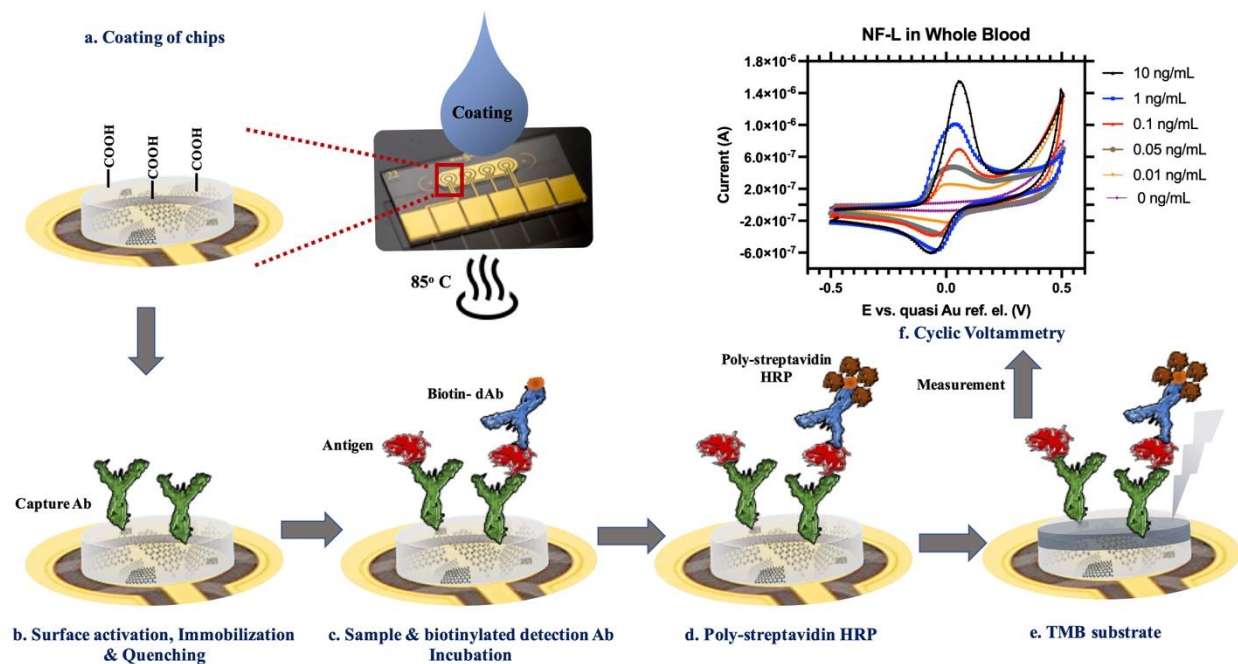 a. Coating of chips
COOH
COOH
COOH
Coating
22
85° C
NF-L in Whole Blood
1.8×10⁻⁶
1.4×10⁻⁶
1.0×10⁻⁶
6.0×10⁻⁷
2.0×10⁻⁷
-2.0×10⁻⁷
-6.0×10⁻⁷
Current (A)
-0.5
0.0
0.5
E vs. quasi Au ref. el. (V)
10 ng/mL
1 ng/mL
0.1 ng/mL
0.05 ng/mL
0.01 ng/mL
0 ng/mL
f. Cyclic Voltammetry
Measurement
Capture Ab
Antigen
Biotin- dAb
Poly-streptavidin
HRP
b. Surface activation, Immobilization
& Quenching
c. Sample & biotinylated detection Ab
Incubation
d. Poly-streptavidin HRP
e. TMB substrate